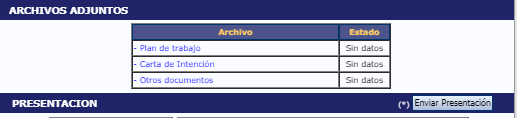 ARCHIVOS ADJUNTOS
Archivo Estado
- Plan de trabajo Sin datos
- Carta de Intención Sin datos
- Otros documentos Sin datos
PRESENTACION (*) Enviar Presentación